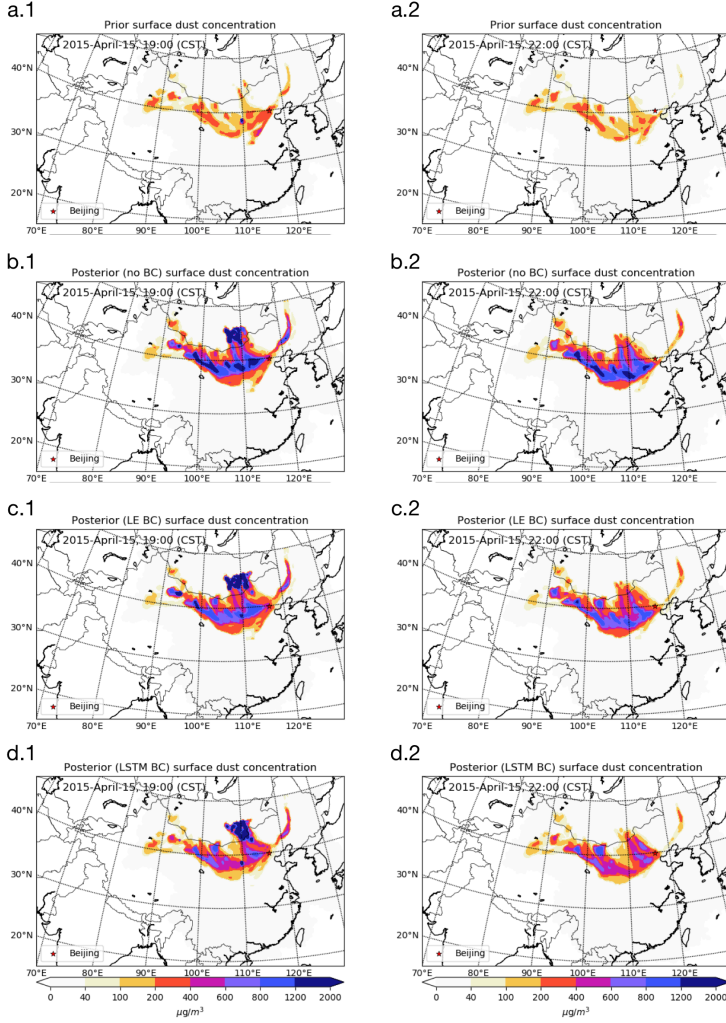 a.1
Prior surface dust concentration
2015-April-15, 19:00 (CST)
40°N
30°N
20°N
Beijing
70°E 80°E 90°E 100°E 110°E 120°E
a.2
Prior surface dust concentration
2015-April-15, 22:00 (CST)
40°N
30°N
20°N
Beijing
70°E 80°E 90°E 100°E 110°E 120°E
b.1
Posterior (no BC) surface dust concentration
2015-April-15, 19:00 (CST)
40°N
30°N
20°N
Beijing
70°E 80°E 90°E 100°E 110°E 120°E
b.2
Posterior (no BC) surface dust concentration
2015-April-15, 22:00 (CST)
40°N
30°N
20°N
Beijing
70°E 80°E 90°E 100°E 110°E 120°E
c.1
Posterior (LE BC) surface dust concentration
2015-April-15, 19:00 (CST)
40°N
30°N
20°N
Beijing
70°E 80°E 90°E 100°E 110°E 120°E
c.2
Posterior (LE BC) surface dust concentration
2015-April-15, 22:00 (CST)
40°N
30°N
20°N
Beijing
70°E 80°E 90°E 100°E 110°E 120°E
d.1
Posterior (LSTM BC) surface dust concentration
2015-April-15, 19:00 (CST)
40°N
30°N
20°N
Beijing
70°E 80°E 90°E 100°E 110°E 120°E
0 40 100 200 400 600 800 1200 2000
μg/m³
d.2
Posterior (LSTM BC) surface dust concentration
2015-April-15, 22:00 (CST)
40°N
30°N
20°N
Beijing
70°E 80°E 90°E 100°E 110°E 120°E
0 40 100 200 400 600 800 1200 2000
μg/m³